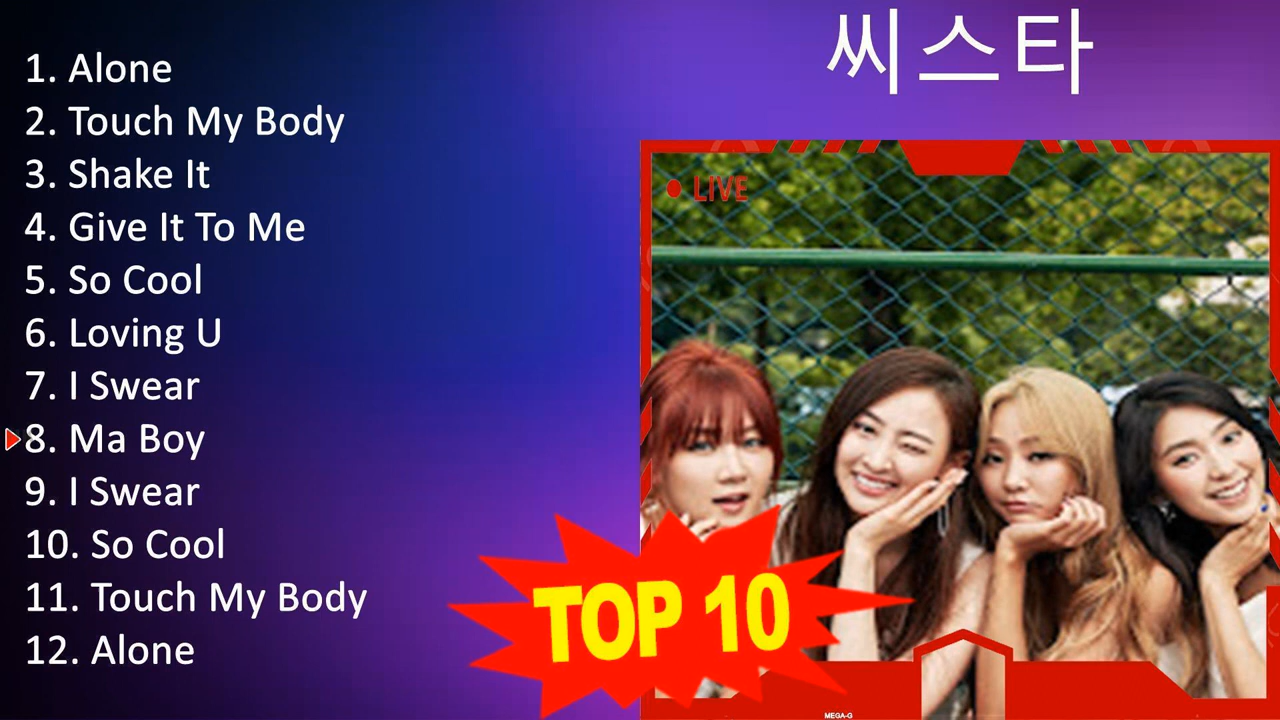 씨스타
1. Alone
2. Touch My Body
3. Shake It
4. Give It To Me
5. So Cool
6. Loving U
7. I Swear
8. Ma Boy
9. I Swear
10. So Cool
11. Touch My Body
12. Alone
LIVE
TOP 10
MEGA-G